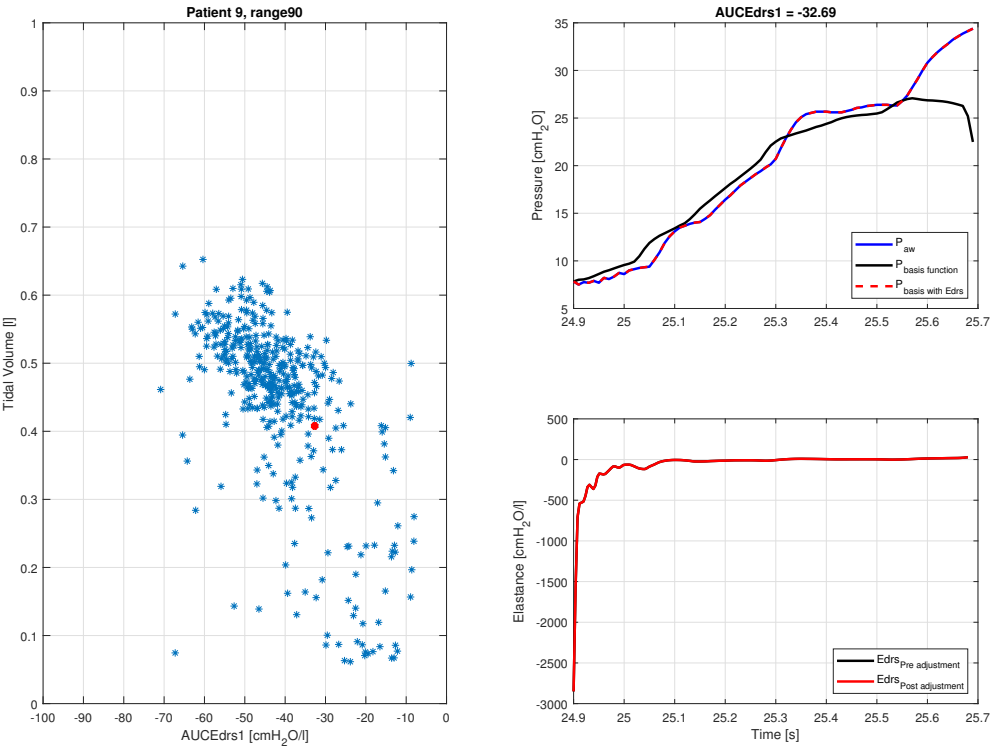 Patient 9, range90
1
0.9
0.8
0.7
0.6
0.5
0.4
0.3
0.2
0.1
0
Tidal Volume [l]
-100 -90 -80 -70 -60 -50 -40 -30 -20 -10 0
AUCEdrs1 [cmH2O/l]
AUCEdrs1 = -32.69
35
30
25
20
15
10
5
Pressure [cmH2O]
Paw
Pbasis function
Pbasis with Edrs
24.9 25 25.1 25.2 25.3 25.4 25.5 25.6 25.7
500
0
-500
-1000
-1500
-2000
-2500
-3000
Elastance [cmH2O/l]
EdrsPre adjustment
EdrsPost adjustment
24.9 25 25.1 25.2 25.3 25.4 25.5 25.6 25.7
Time [s]